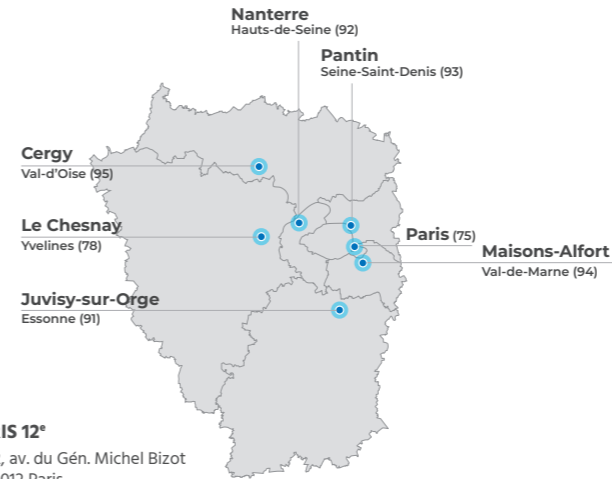 Nanterre
Hauts-de-Seine (92)
Pantin
Seine-Saint-Denis (93)
Cergy
Val-d'Oise (95)
Le Chesnay
Yvelines (78)
Paris (75)
Maisons-Alfort
Val-de-Marne (94)
Juvisy-sur-Orge
Essonne (91)
12ᵉ
av. du Gén. Michel Bizot
Paris